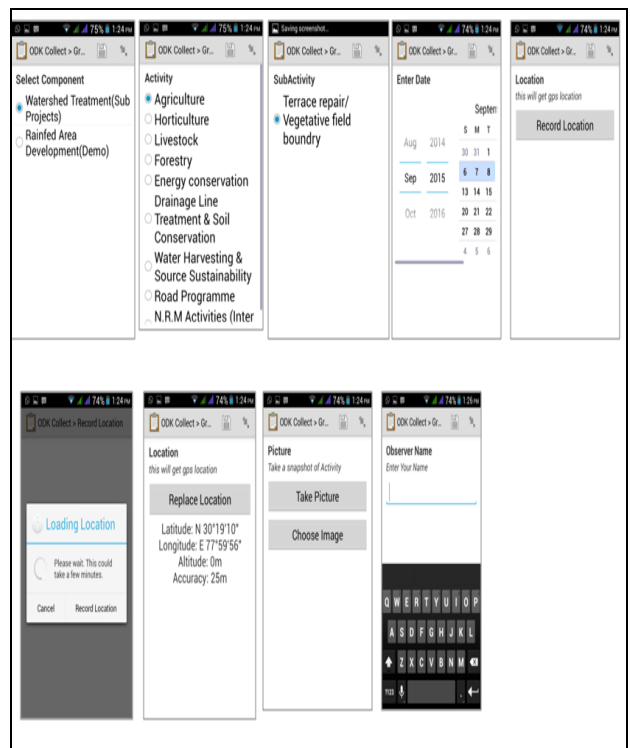 75% 1:24 PM
ODK Collect > Gr...
Select Component
Watershed Treatment(Sub
Projects)
Rainfed Area
Development(Demo)
75% 1:24 PM
ODK Collect > Gr...
Activity
Agriculture
Horticulture
Livestock
Forestry
Energy conservation
Drainage Line
Treatment & Soil
Conservation
Water Harvesting &
Source Sustainability
Road Programme
N.R.M Activities (Inter
Saving screenshot...
ODK Collect > Gr...
SubActivity
Terrace repair/
Vegetative field
boundry
74% 1:24 PM
ODK Collect > Gr...
Enter Date
Septem
S M T
Aug 2014 30 31 1
Sep 2015 6 7 8
13 14 15
Oct 2016 20 21 22
27 28 29
4 5 6
74% 1:24 PM
ODK Collect > Gr...
Location
this will get gps location
Record Location
74% 1:24 PM
ODK Collect > Record Location
Loading Location
Please wait. This could
take a few minutes.
Cancel Record Location
74% 1:24 PM
ODK Collect > Gr...
Location
this will get gps location
Replace Location
Latitude: N 30°19'10"
Longitude: E 77°59'56"
Altitude: 0m
Accuracy: 25m
74% 1:24 PM
ODK Collect > Gr...
Picture
Take a snapshot of Activity
Take Picture
Choose Image
74% 1:26 PM
ODK Collect > Gr...
Observer Name
Enter Your Name
Q W E R T Y U I O P
A S D F G H J K L
Z X C V B N M
?123 .